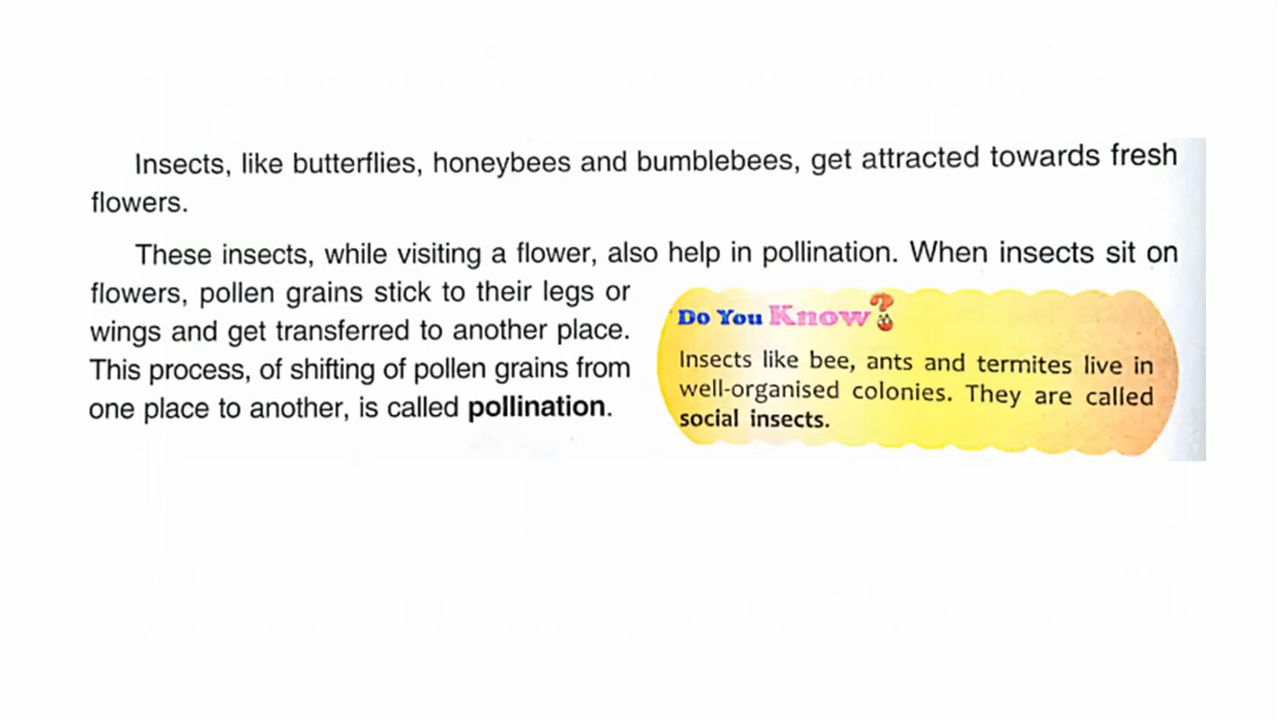 Insects, like butterflies, honeybees and bumblebees, get attracted towards fresh
flowers.
These insects, while visiting a flower, also help in pollination. When insects sit on
flowers, pollen grains stick to their legs or
wings and get transferred to another place.
This process, of shifting of pollen grains from
one place to another, is called pollination.
Do You Know?
Insects like bee, ants and termites live in
well-organised colonies. They are called
social insects.